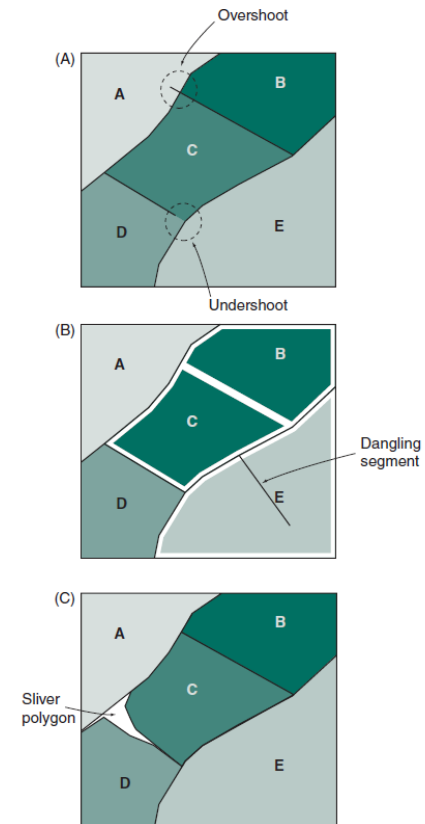 Overshoot
(A)
A
B
C
D
E
Undershoot
(B)
A
B
C
D
E
Dangling
segment
(C)
A
B
C
Sliver
polygon
D
E